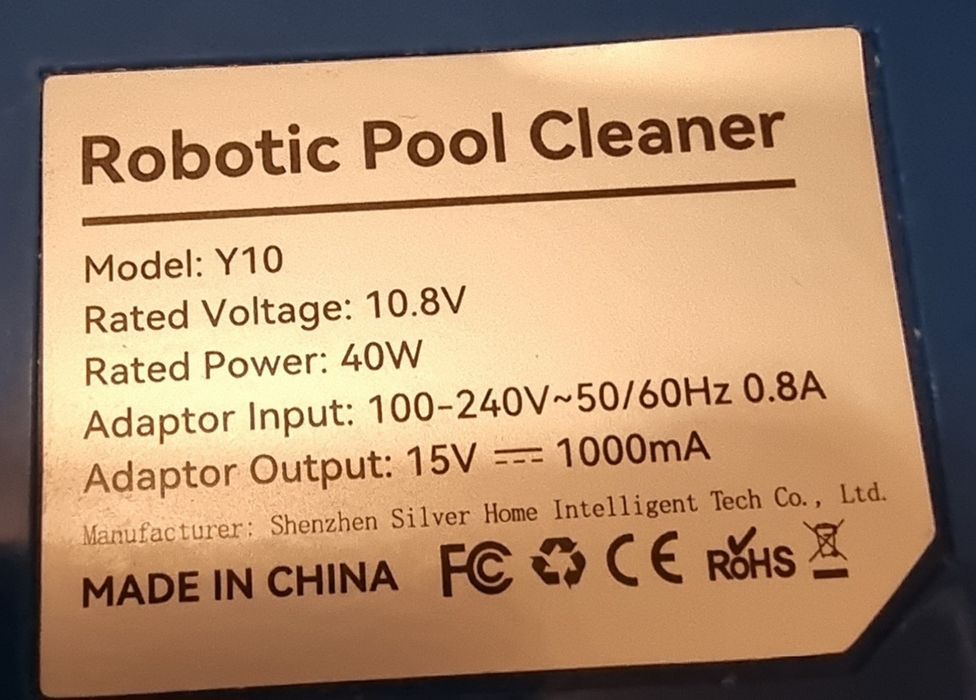 Robotic Pool Cleaner
Model: Y10
Rated Voltage: 10.8V
Rated Power: 40W
Adaptor Input: 100-240V~50/60Hz 0.8A
Adaptor Output: 15V ⎓ 1000mA
Manufacturer: Shenzhen Silver Home Intelligent Tech Co., Ltd.
MADE IN CHINA FC CE RoHS